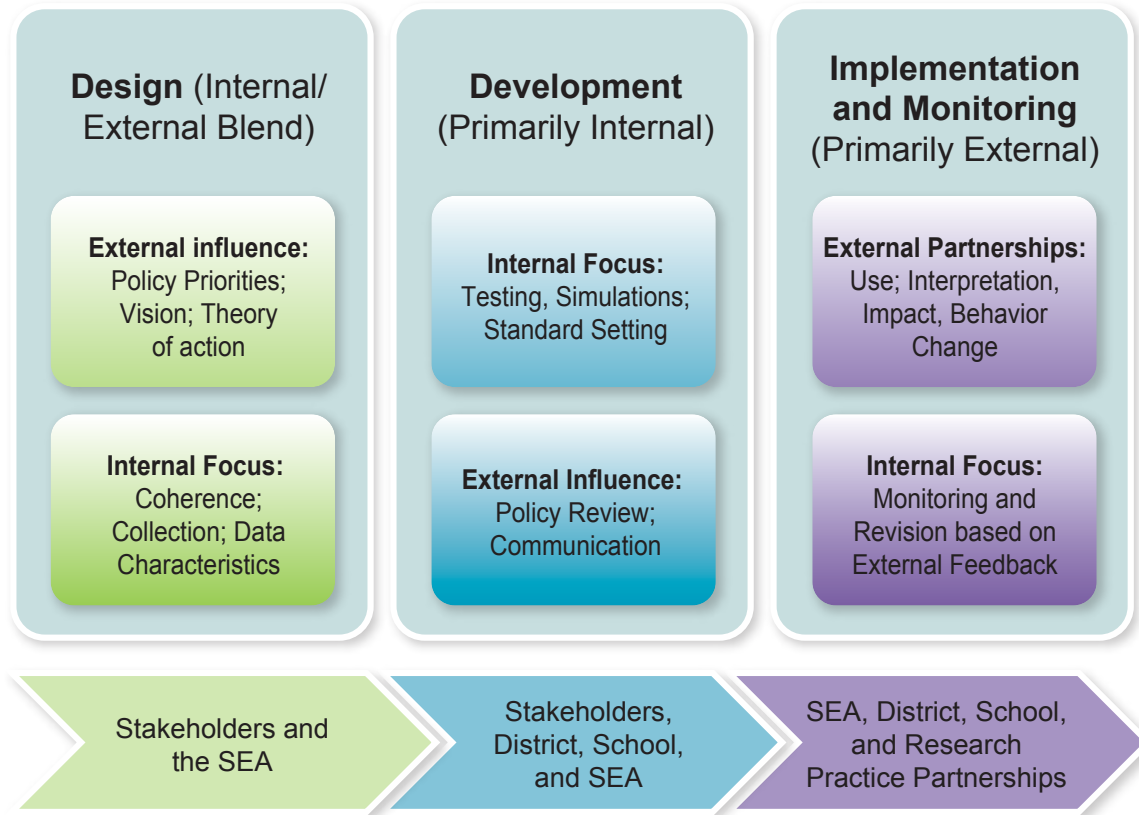 Design (Internal/
External Blend)
External influence:
Policy Priorities;
Vision; Theory
of action
Internal Focus:
Coherence;
Collection; Data
Characteristics
Development
(Primarily Internal)
Internal Focus:
Testing, Simulations;
Standard Setting
External Influence:
Policy Review;
Communication
Implementation
and Monitoring
(Primarily External)
External Partnerships:
Use; Interpretation,
Impact, Behavior
Change
Internal Focus:
Monitoring and
Revision based on
External Feedback
Stakeholders and
the SEA
Stakeholders,
District, School,
and SEA
SEA, District, School,
and Research
Practice Partnerships